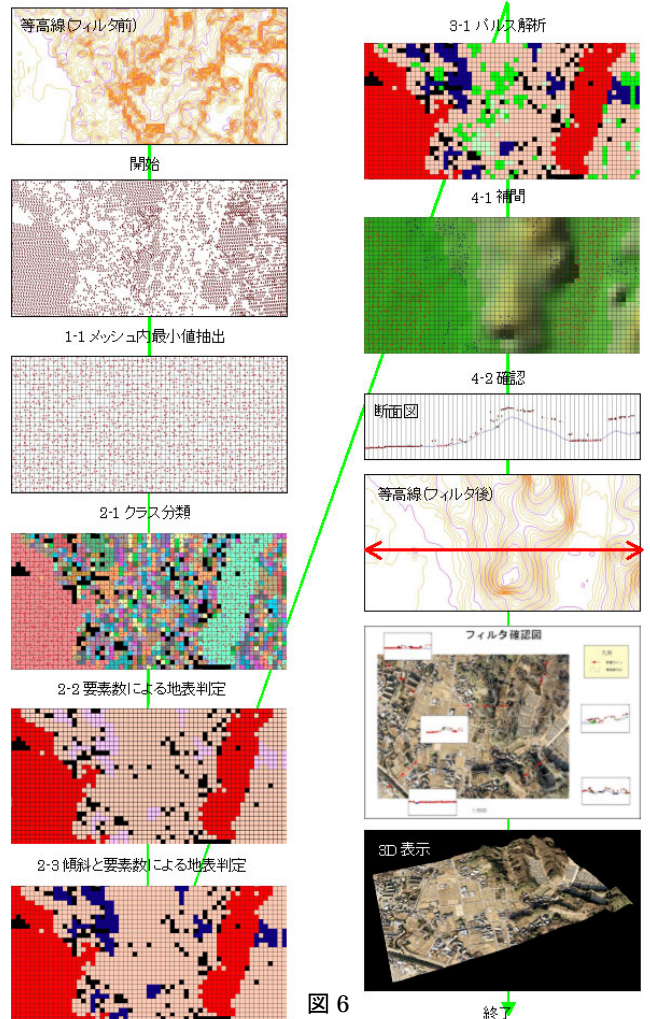 等高線(フィルタ前)
開始
1-1 メッシュ内最小値抽出
2-1 クラス分類
2-2 要素数による地表判定
2-3 傾斜と要素数による地表判定
3-1 パルス解析
4-1 補間
4-2 確認
断面図
等高線(フィルタ後)
フィルタ確認図
凡例
3D 表示
終了
図 6